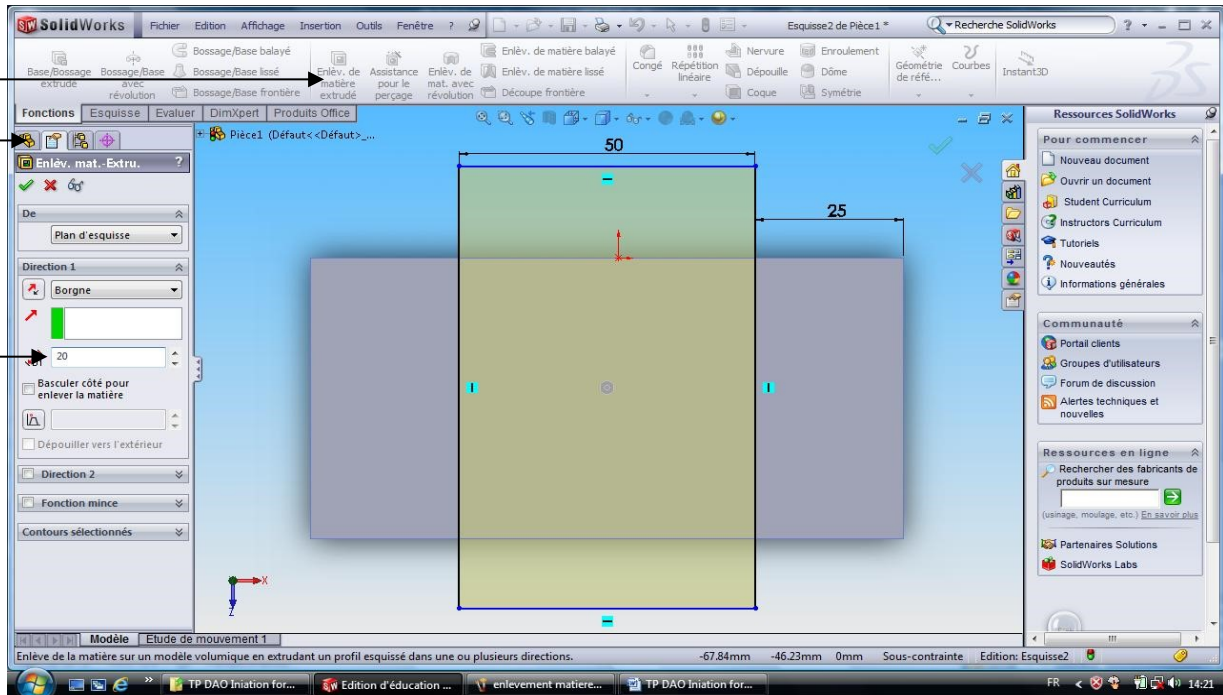 SolidWorks Fichier Edition Affichage Insertion Outils Fenêtre ? Esquisse2 de Pièce1 * Recherche SolidWorks ?
Base/Bossage extrudé
Bossage/Base avec révolution
Bossage/Base balayé
Bossage/Base lissé
Bossage/Base frontière
Enlèv. de matière extrudé
Assistance pour le perçage
Enlèv. de mat. avec révolution
Enlèv. de matière balayé
Enlèv. de matière lissé
Découpe frontière
Congé
Répétition linéaire
Nervure
Dépouille
Coque
Enroulement
Dôme
Symétrie
Géométrie de réfé...
Courbes
Instant3D
Fonctions Esquisse Evaluer DimXpert Produits Office
Pièce1 (Défaut<<Défaut>_...
Enlèv. mat.-Extru. ?
De
Plan d'esquisse
Direction 1
Borgne
20
Basculer côté pour
enlever la matière
Dépouiller vers l'extérieur
Direction 2
Fonction mince
Contours sélectionnés
50
25
X
Z
Ressources SolidWorks
Pour commencer
Nouveau document
Ouvrir un document
Student Curriculum
Instructors Curriculum
Tutoriels
Nouveautés
Informations générales
Communauté
Portail clients
Groupes d'utilisateurs
Forum de discussion
Alertes techniques et
nouvelles
Ressources en ligne
Rechercher des fabricants de
produits sur mesure
(usinage, moulage, etc.) En savoir plus
Partenaires Solutions
SolidWorks Labs
Modèle Etude de mouvement 1
Enlève de la matière sur un modèle volumique en extrudant un profil esquissé dans une ou plusieurs directions. -67.84mm -46.23mm 0mm Sous-contrainte Edition: Esquisse2
TP DAO Iniation for... Edition d'éducation ... enlevement matiere... TP DAO Iniation for... FR 14:21